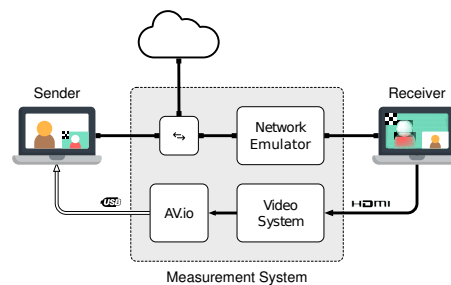 Sender
Receiver
Network
Emulator
AV.io
Video
System
USB
HDMI
Measurement System